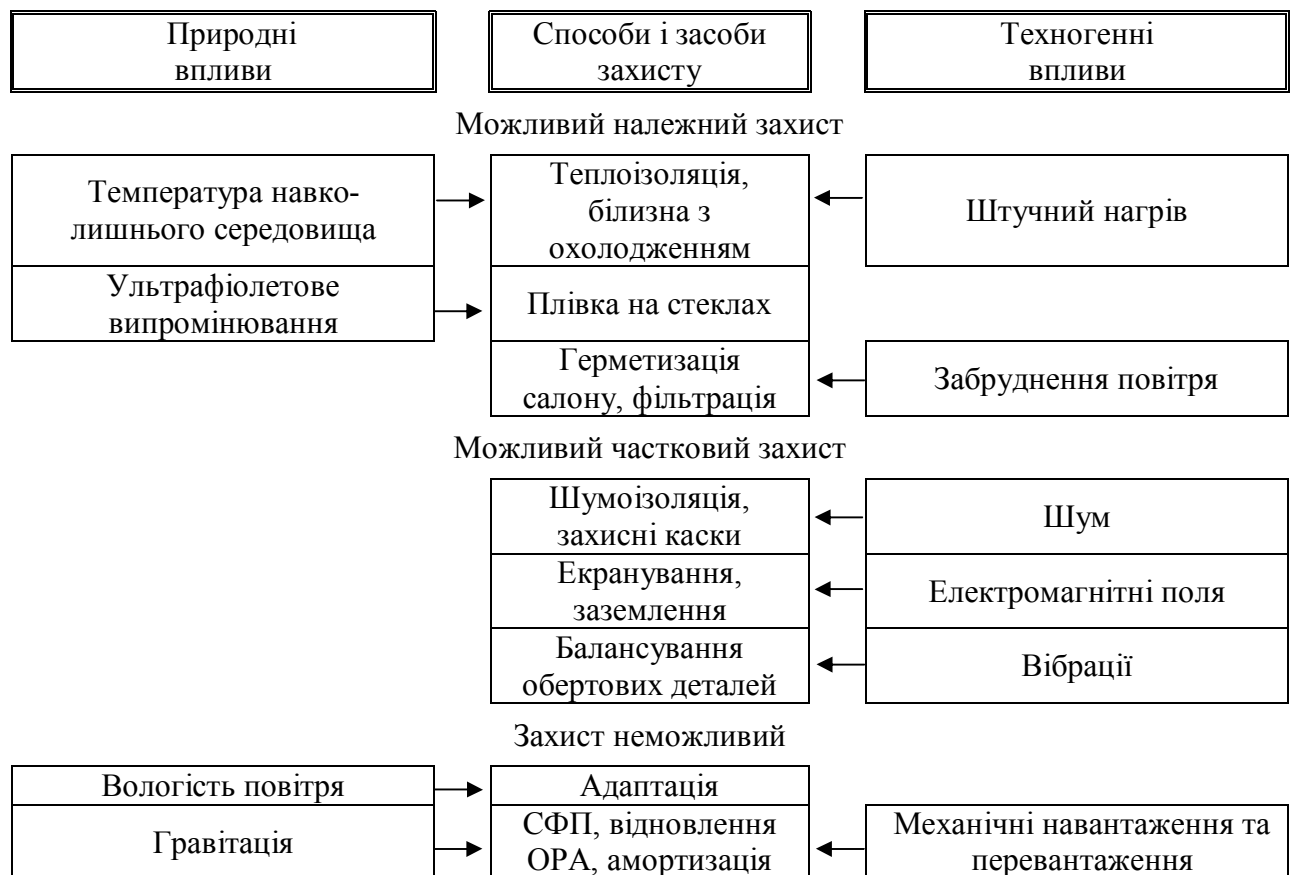 Природні
впливи
Способи і засоби
захисту
Техногенні
впливи
Можливий належний захист
Температура навко-
лишнього середовища
Теплоізоляція,
білизна з
охолодженням
Штучний нагрів
Ультрафіолетове
випромінювання
Плівка на стеклах
Герметизація
салону, фільтрація
Забруднення повітря
Можливий частковий захист
Шумоізоляція,
захисні каски
Шум
Екранування,
заземлення
Електромагнітні поля
Балансування
обертових деталей
Вібрації
Захист неможливий
Вологість повітря
Адаптація
Гравітація
СФП, відновлення
ОРА, амортизація
Механічні навантаження та
перевантаження